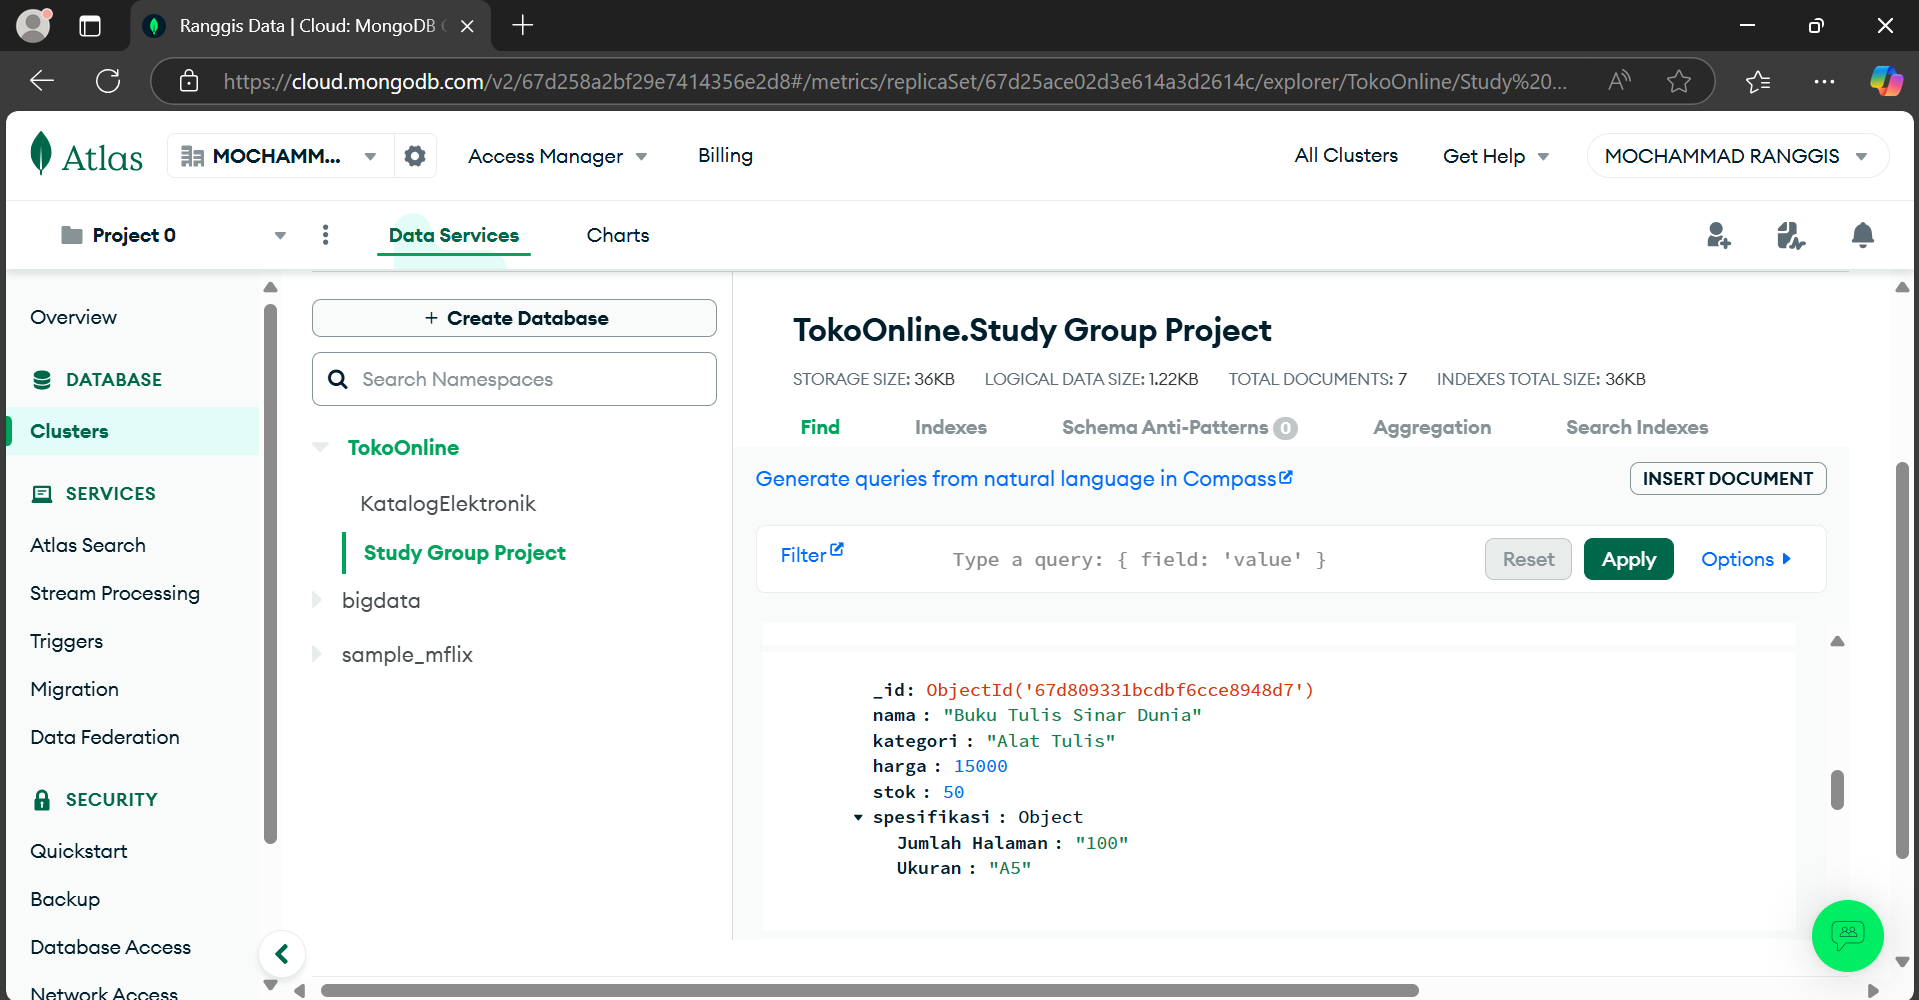 Ranggis Data | Cloud: MongoDB
https://cloud.mongodb.com/v2/67d258a2bf29e7414356e2d8#/metrics/replicaSet/67d25ace02d3e614a3d2614c/explorer/TokoOnline/Study%20...
Atlas
MOCHAMM...
Access Manager
Billing
All Clusters
Get Help
MOCHAMMAD RANGGIS
Project 0
Data Services
Charts
Overview
DATABASE
Clusters
SERVICES
Atlas Search
Stream Processing
Triggers
Migration
Data Federation
SECURITY
Quickstart
Backup
Database Access
Network Access
+ Create Database
Search Namespaces
TokoOnline
KatalogElektronik
Study Group Project
bigdata
sample_mflix
TokoOnline.Study Group Project
STORAGE SIZE: 36KB LOGICAL DATA SIZE: 1.22KB TOTAL DOCUMENTS: 7 INDEXES TOTAL SIZE: 36KB
Find Indexes Schema Anti-Patterns 0 Aggregation Search Indexes
Generate queries from natural language in Compass
INSERT DOCUMENT
Filter
Type a query: { field: 'value' }
Reset
Apply
Options
_id: ObjectId('67d809331bcdbf6cce8948d7')
nama : "Buku Tulis Sinar Dunia"
kategori : "Alat Tulis"
harga : 15000
stok : 50
spesifikasi : Object
Jumlah Halaman : "100"
Ukuran : "A5"